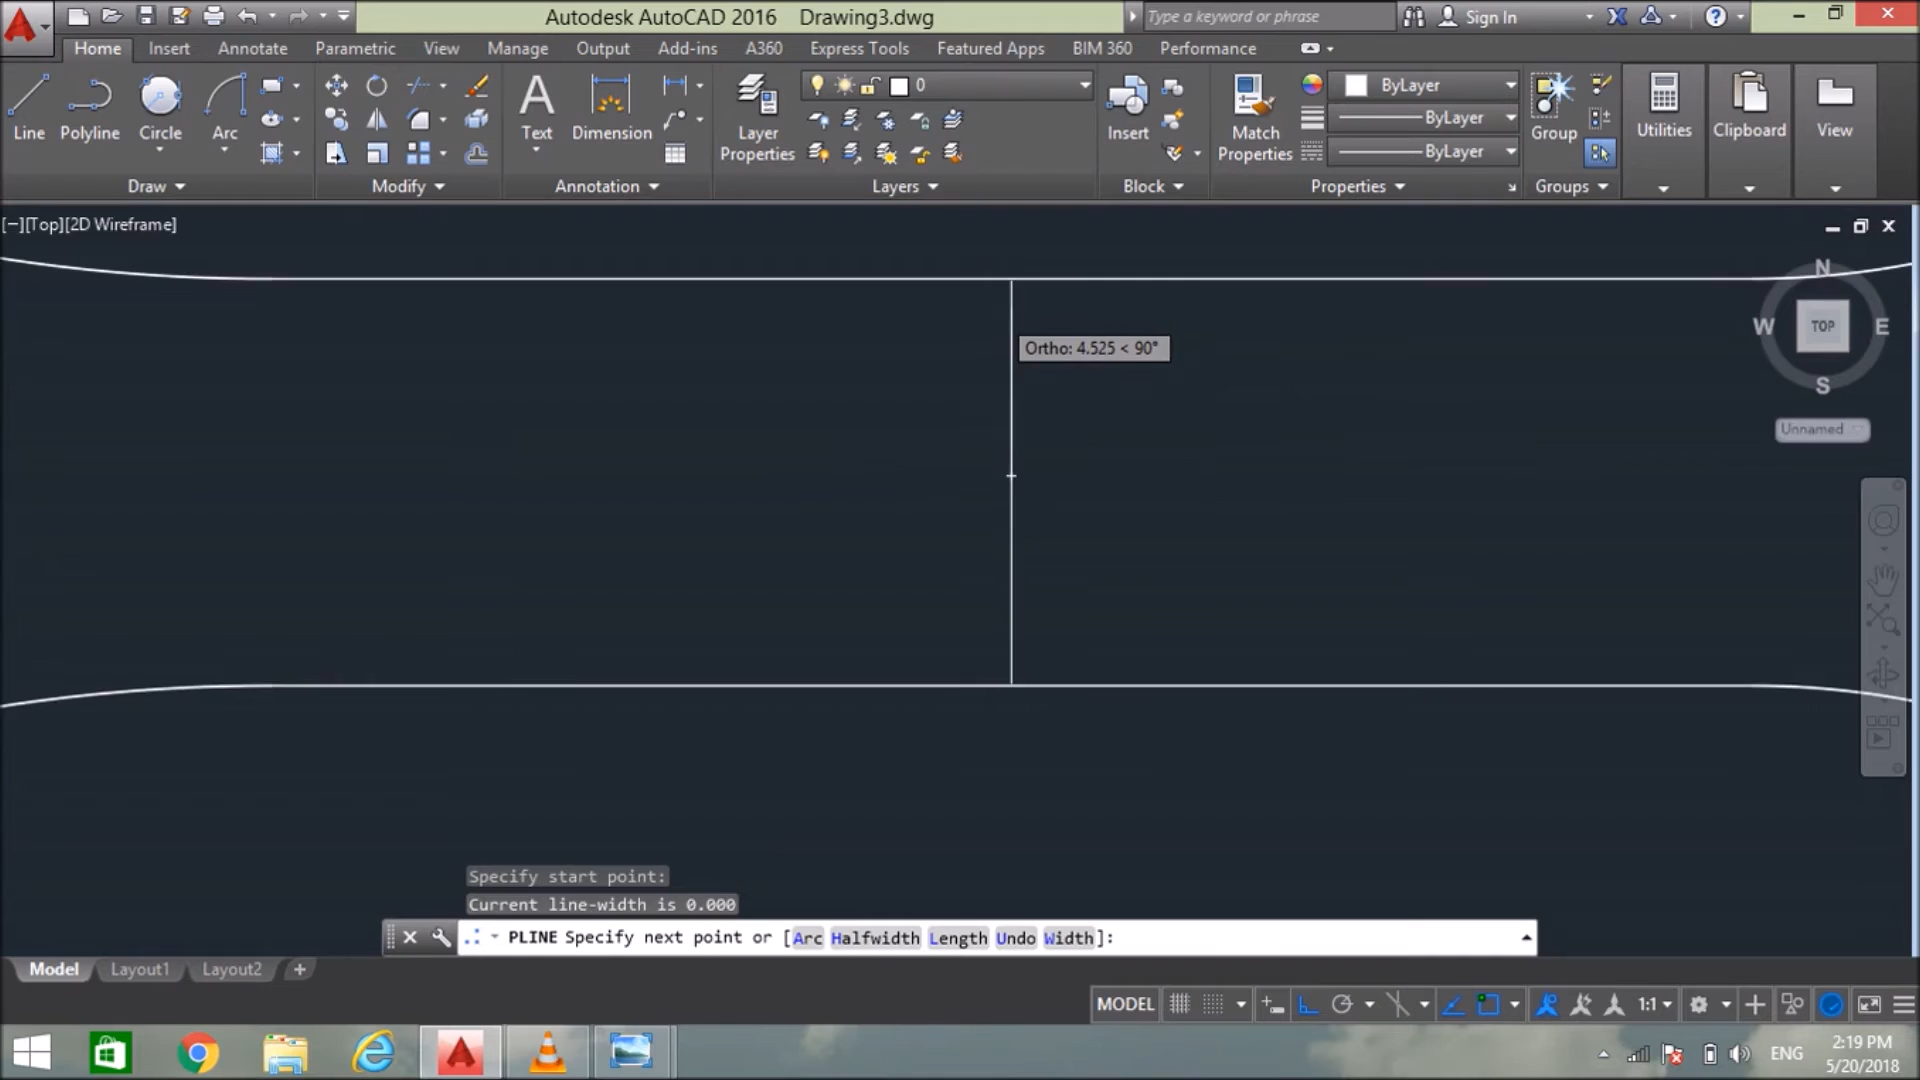 Autodesk AutoCAD 2016 Drawing3.dwg
Type a keyword or phrase
Sign In
Home Insert Annotate Parametric View Manage Output Add-ins A360 Express Tools Featured Apps BIM 360 Performance
Line Polyline Circle Arc
Text Dimension
Layer Properties
0
Insert
Match Properties
ByLayer
ByLayer
ByLayer
Group
Utilities
Clipboard
View
Draw Modify Annotation Layers Block Properties Groups
[−][Top][2D Wireframe]
N
W TOP E
S
Unnamed
Ortho: 4.525 < 90°
Specify start point:
Current line-width is 0.000
PLINE Specify next point or [Arc Halfwidth Length Undo Width]:
Model Layout1 Layout2 +
MODEL 1:1
ENG
2:19 PM
5/20/2018